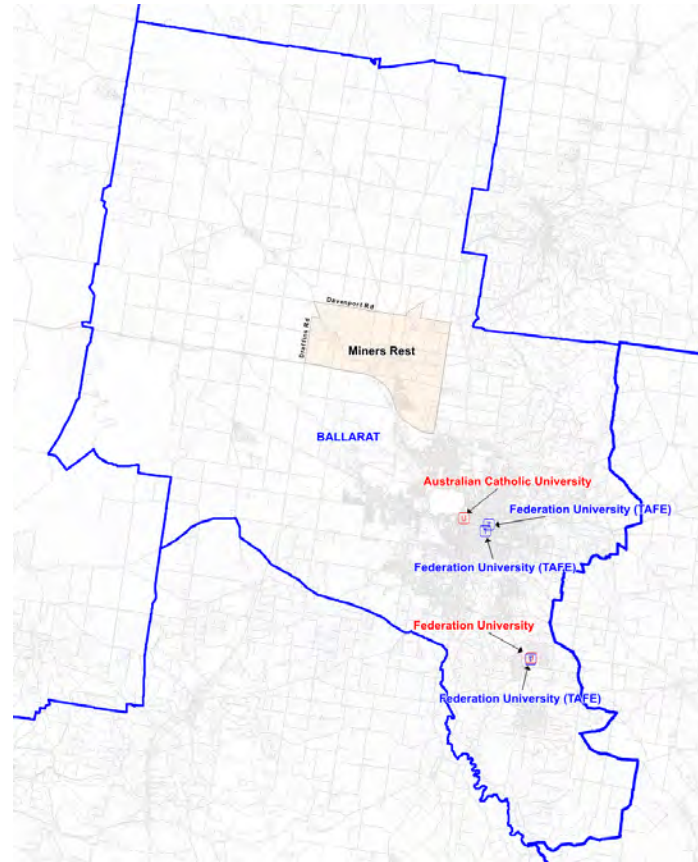 Davenport Rd
Draffins Rd
Miners Rest
BALLARAT
Australian Catholic University
U
Federation University (TAFE)
T
Federation University (TAFE)
Federation University
Federation University (TAFE)